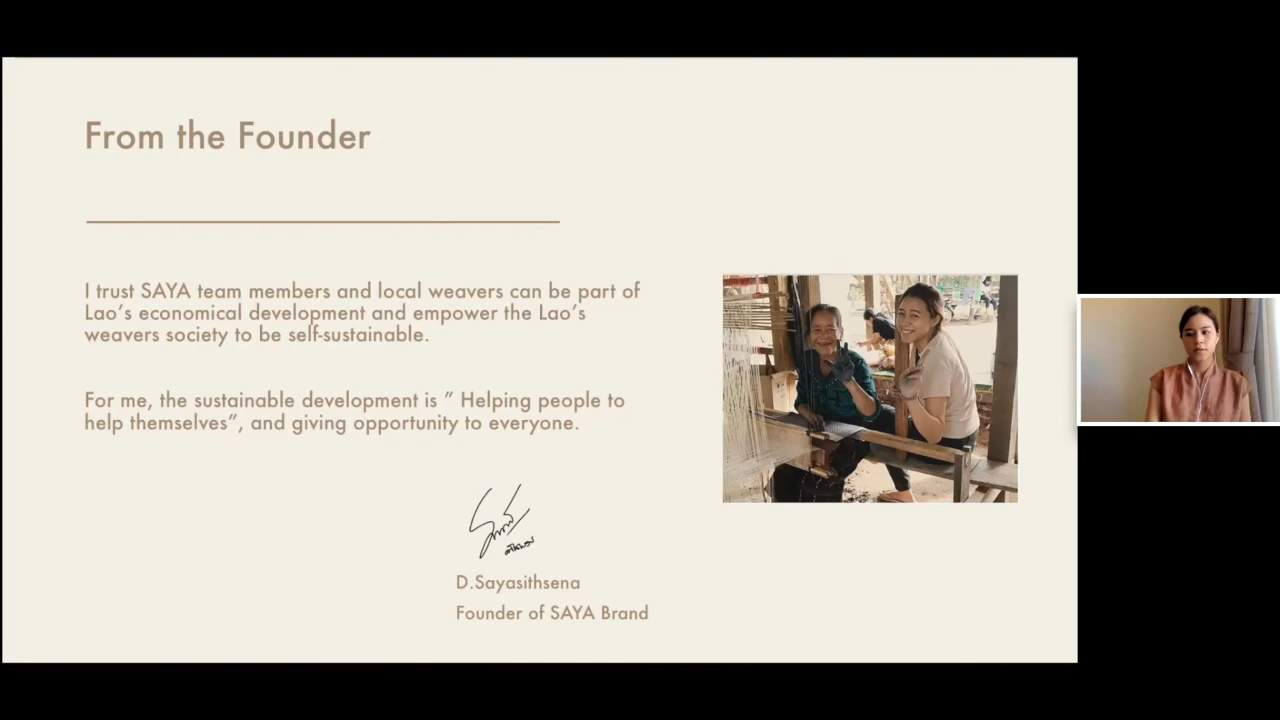 From the Founder
I trust SAYA team members and local weavers can be part of
Lao's economical development and empower the Lao's
weavers society to be self-sustainable.
For me, the sustainable development is " Helping people to
help themselves", and giving opportunity to everyone.
D.Sayasithsena
Founder of SAYA Brand